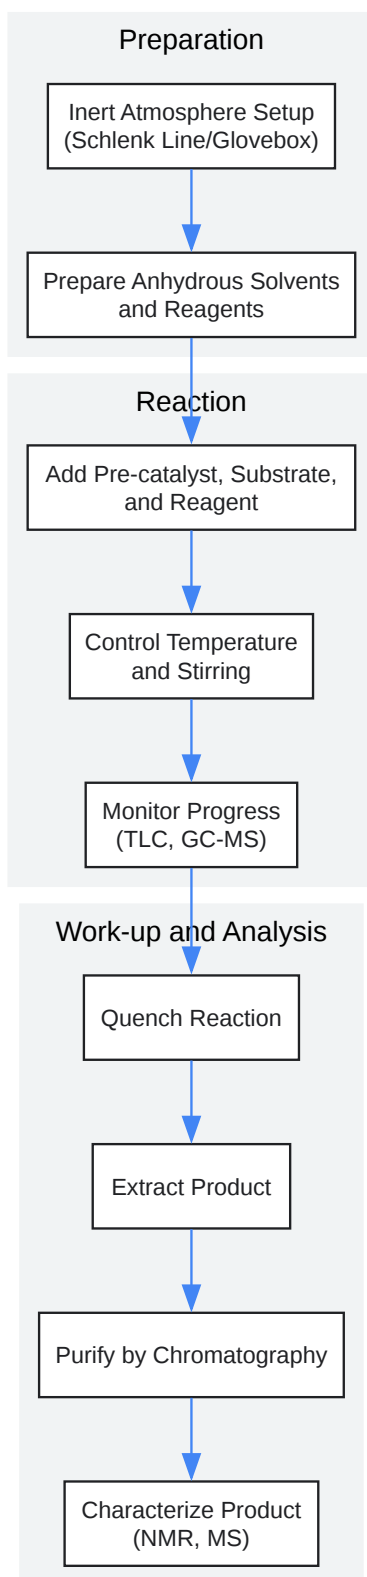 Preparation
Inert Atmosphere Setup
(Schlenk Line/Glovebox)
Prepare Anhydrous Solvents
and Reagents
Reaction
Add Pre-catalyst, Substrate,
and Reagent
Control Temperature
and Stirring
Monitor Progress
(TLC, GC-MS)
Work-up and Analysis
Quench Reaction
Extract Product
Purify by Chromatography
Characterize Product
(NMR, MS)